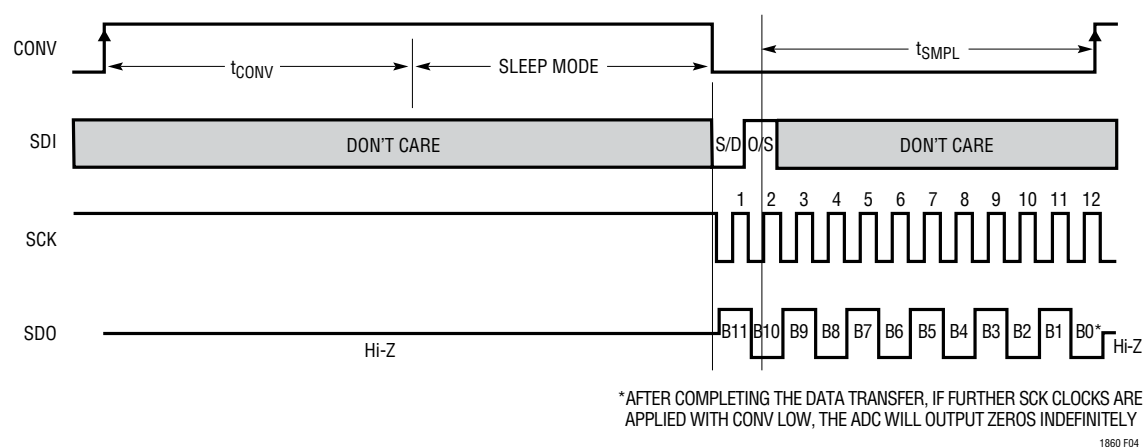 CONV
tCONV
SLEEP MODE
tSMPL
SDI
DON'T CARE
S/D O/S
DON'T CARE
SCK
1 2 3 4 5 6 7 8 9 10 11 12
SDO
Hi-Z
B11 B10 B9 B8 B7 B6 B5 B4 B3 B2 B1 B0*
Hi-Z
*AFTER COMPLETING THE DATA TRANSFER, IF FURTHER SCK CLOCKS ARE
APPLIED WITH CONV LOW, THE ADC WILL OUTPUT ZEROS INDEFINITELY
1860 F04